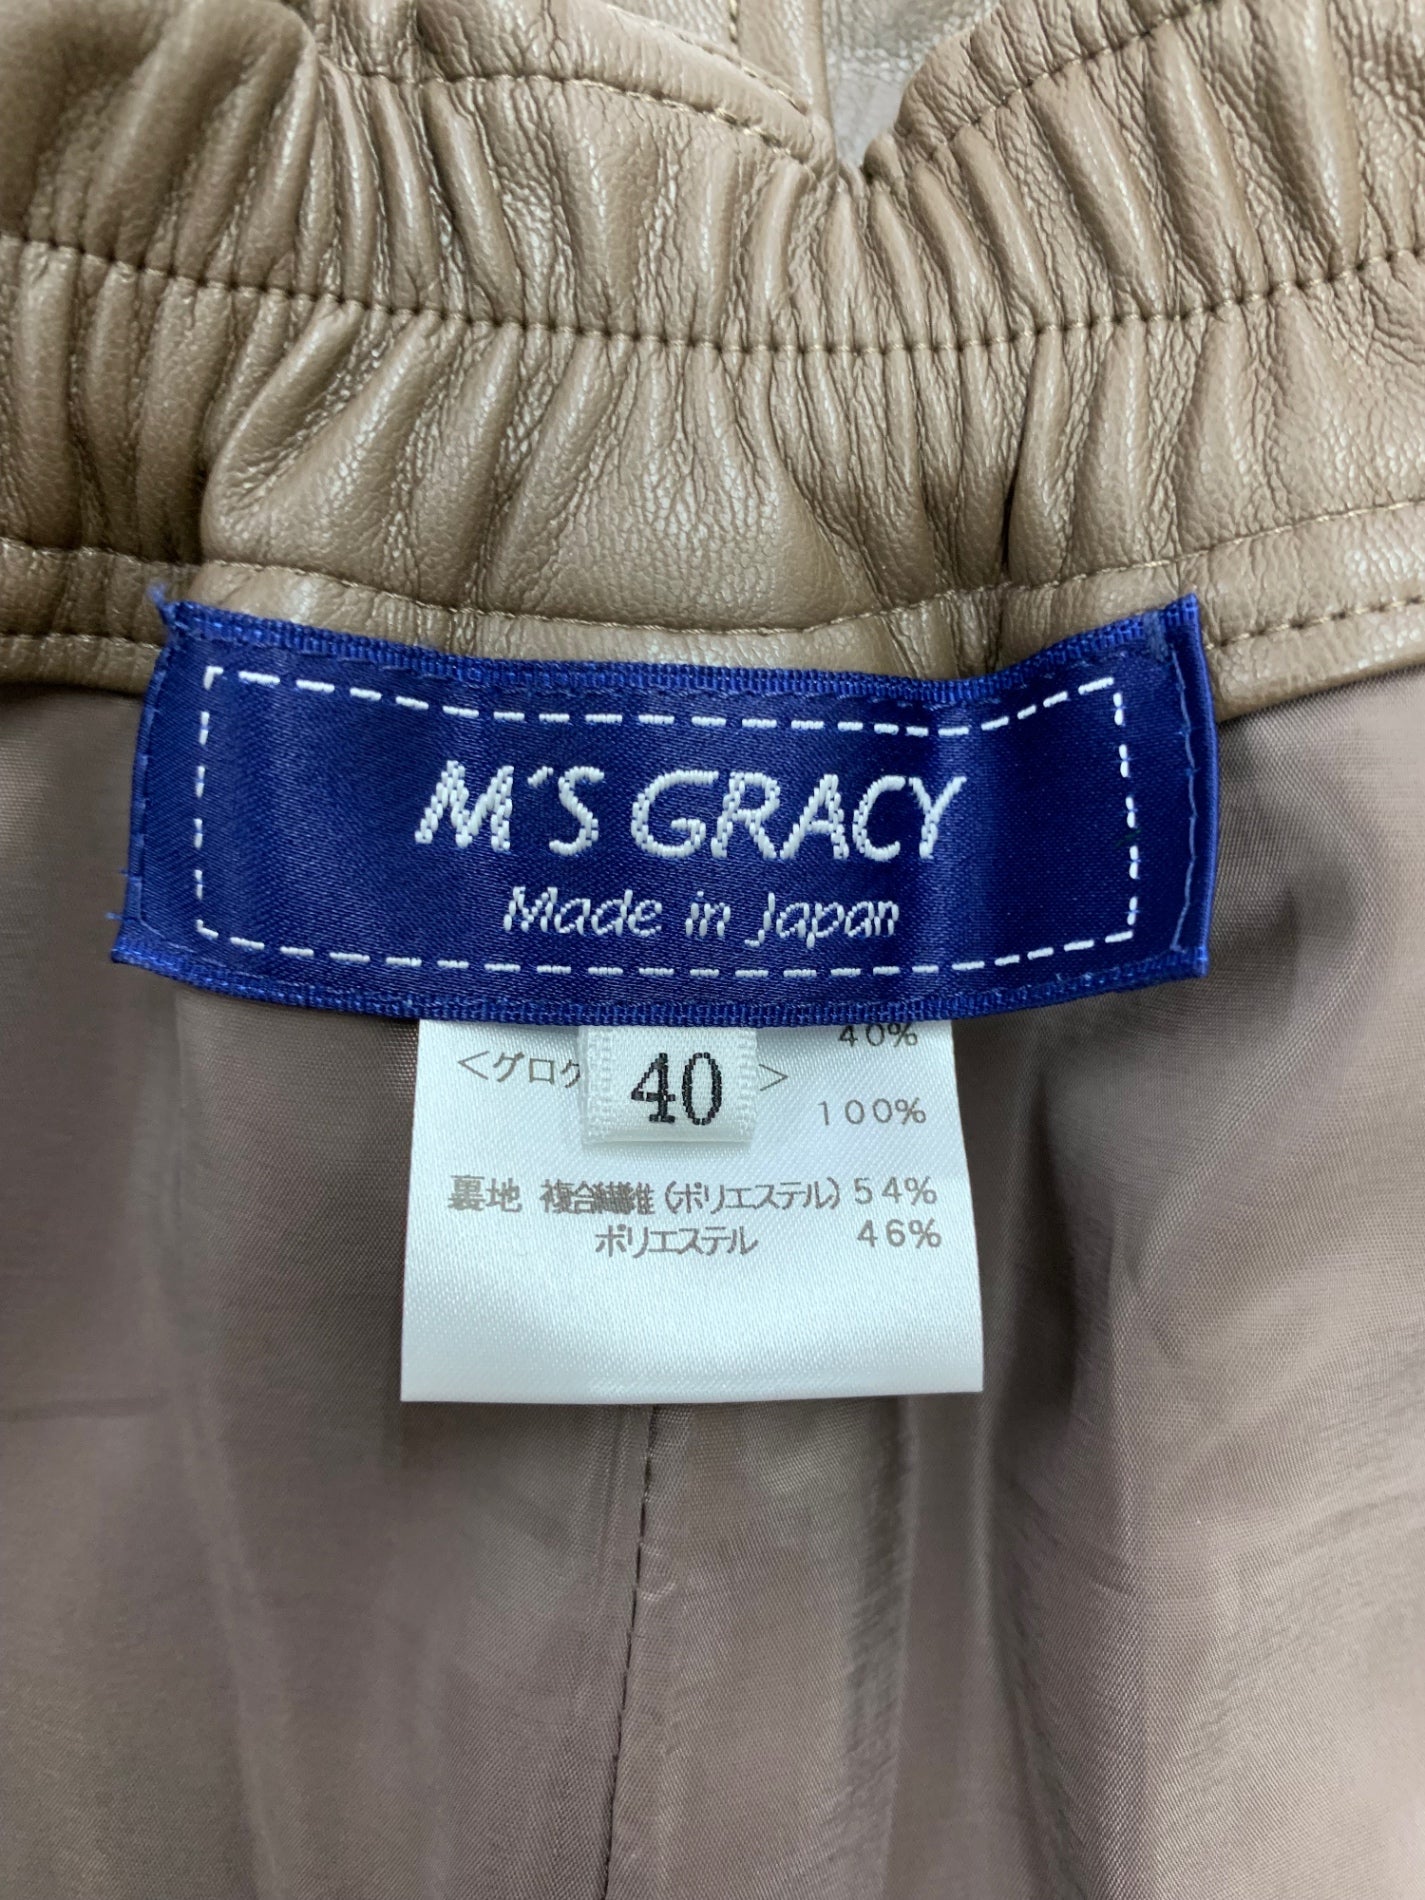 M'S GRACY
Made in Japan
40%
<グログ
40
>
100%
裏地 複合繊維(ポリエステル) 54%
ポリエステル 46%